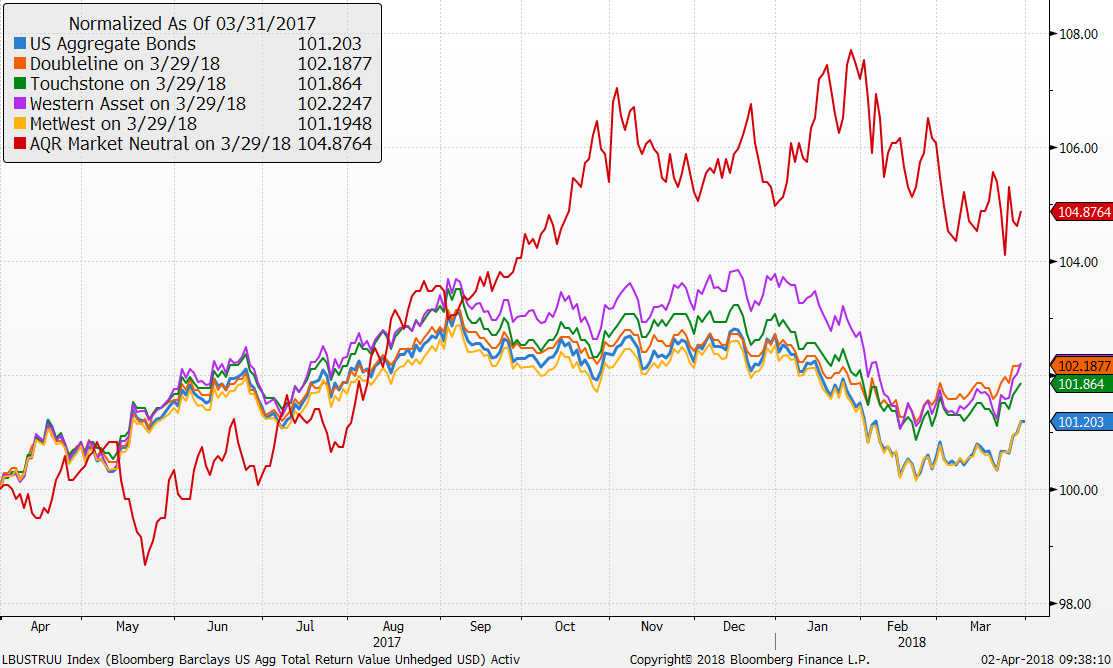 Normalized As Of 03/31/2017
US Aggregate Bonds 101.203
Doubleline on 3/29/18 102.1877
Touchstone on 3/29/18 101.864
Western Asset on 3/29/18 102.2247
MetWest on 3/29/18 101.1948
AQR Market Neutral on 3/29/18 104.8764
108.00
106.00
104.8764
104.00
102.1877
101.864
101.203
100.00
98.00
Apr May Jun Jul Aug Sep Oct Nov Dec Jan Feb Mar
2017 2018
LBUSTRUU Index (Bloomberg Barclays US Agg Total Return Value Unhedged USD) Activ Copyright© 2018 Bloomberg Finance L.P. 02-Apr-2018 09:38:10